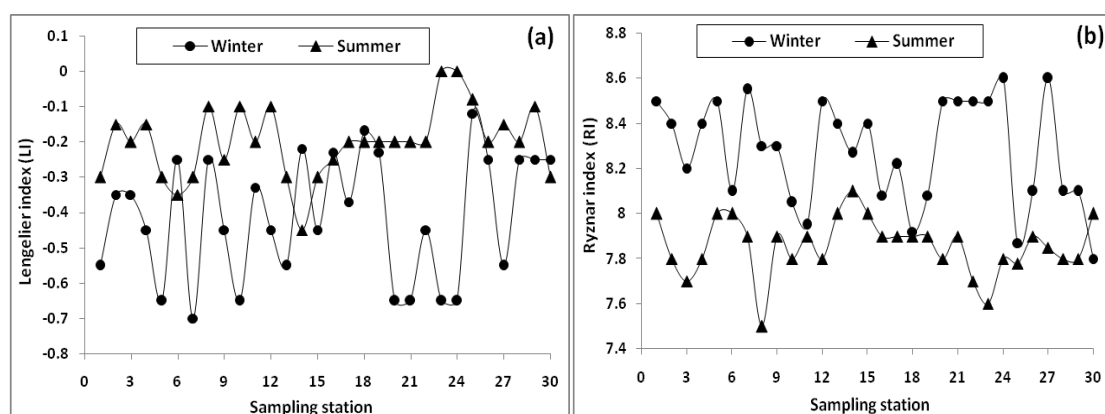 (a)
Winter
Summer
Lengelier index (LI)
0.1
0
-0.1
-0.2
-0.3
-0.4
-0.5
-0.6
-0.7
-0.8
0 3 6 9 12 15 18 21 24 27 30
Sampling station
(b)
Winter
Summer
Ryznar index (RI)
8.8
8.6
8.4
8.2
8
7.8
7.6
7.4
0 3 6 9 12 15 18 21 24 27 30
Sampling station